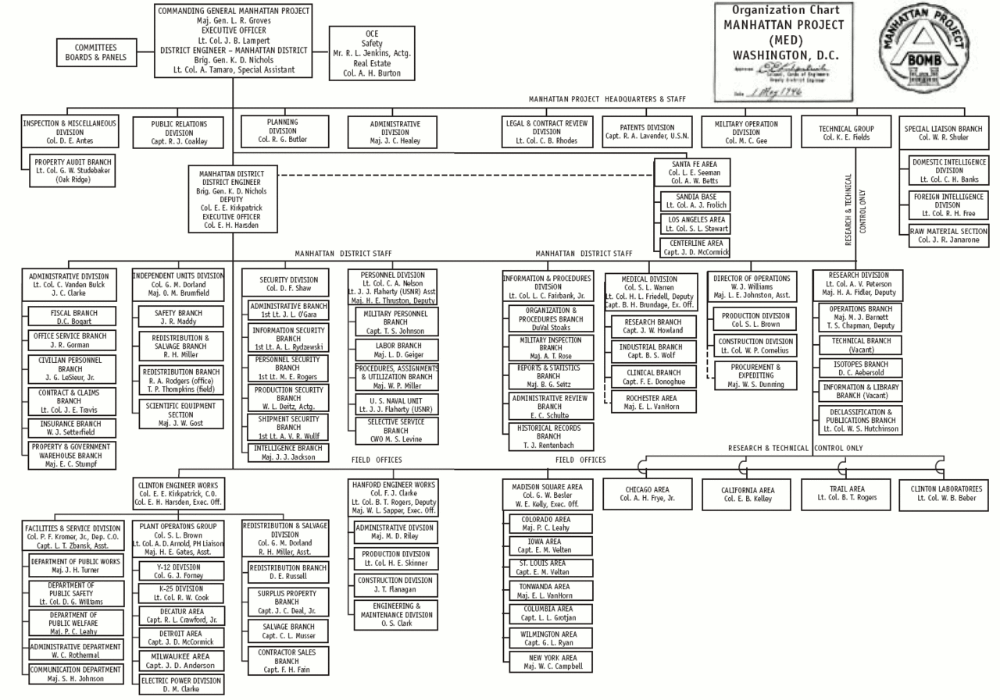 COMMANDING GENERAL MANHATTAN PROJECT
Maj. Gen. L. R. Groves
EXECUTIVE OFFICER
Lt. Col. J. B. Lampert
DISTRICT ENGINEER – MANHATTAN DISTRICT
Brig. Gen. K. D. Nichols
Lt. Col. A. Tamaro, Special Assistant
COMMITTEES
BOARDS & PANELS
OCE
Safety
Mr. R. L. Jenkins, Actg.
Real Estate
Col. A. H. Burton
Organization Chart
MANHATTAN PROJECT
(MED)
WASHINGTON, D.C.
Colonel, Corps of Engineers
Deputy District Engineer
Date 1 May 1946
MANHATTAN PROJECT
BOMB
MANHATTAN PROJECT HEADQUARTERS & STAFF
INSPECTION & MISCELLANEOUS
DIVISION
Col. D. E. Antes
PROPERTY AUDIT BRANCH
Lt. Col. G. W. Studebaker
(Oak Ridge)
PUBLIC RELATIONS
DIVISION
Capt. R. J. Coakley
PLANNING
DIVISION
Col. R. G. Butler
ADMINISTRATIVE
DIVISION
Maj. J. C. Healey
LEGAL & CONTRACT REVIEW
DIVISION
Lt. Col. C. B. Rhodes
PATENTS DIVISION
Capt. R. A. Lavender, U.S.N.
MILITARY OPERATION
DIVISION
Col. M. C. Gee
TECHNICAL GROUP
Col. K. E. Fields
SPECIAL LIAISON BRANCH
Col. W. R. Shuler
DOMESTIC INTELLIGENCE
DIVISION
Lt. Col. C. H. Banks
FOREIGN INTELLIGENCE
DIVISON
Lt. Col. R. H. Free
RAW MATERIAL SECTION
Col. J. R. Janarone
MANHATTAN DISTRICT
DISTRICT ENGINEER
Brig. Gen. K. D. Nichols
DEPUTY
Col. E. E. Kirkpatrick
EXECUTIVE OFFICER
Col. E. H. Harsden
SANTA FE AREA
Col. L. E. Seeman
Col. A. W. Betts
SANDIA BASE
Lt. Col. A. J. Frolich
LOS ANGELES AREA
Lt. Col. S. L. Stewart
CENTERLINE AREA
Capt. J. D. McCormick
RESEARCH & TECHNICAL
CONTROL ONLY
MANHATTAN DISTRICT STAFF
MANHATTAN DISTRICT STAFF
ADMINISTRATIVE DIVISION
Lt. Col. C. Vanden Bulck
J. C. Clarke
FISCAL BRANCH
D.C. Bogart
OFFICE SERVICE BRANCH
J. R. Gorman
CIVILIAN PERSONNEL
BRANCH
J. G. LeSieur, Jr.
CONTRACT & CLAIMS
BRANCH
Lt. Col. J. E. Travis
INSURANCE BRANCH
W. J. Setterfield
PROPERTY & GOVERNMENT
WAREHOUSE BRANCH
Maj. E. C. Stumpf
INDEPENDENT UNITS DIVISION
Col. G. M. Dorland
Maj. O. M. Brumfield
SAFETY BRANCH
J. R. Maddy
REDISTRIBUTION &
SALVAGE BRANCH
R. H. Miller
REDISTRIBUTION BRANCH
R. A. Rodgers (office)
T. P. Thompkins (field)
SCIENTIFIC EQUIPMENT
SECTION
Maj. J. W. Gost
SECURITY DIVISION
Col. D. F. Shaw
ADMINISTRATIVE BRANCH
1st Lt. J. L. O'Gara
INFORMATION SECURITY
BRANCH
1st Lt. A. L. Rydzewski
PERSONNEL SECURITY
BRANCH
1st Lt. M. E. Rogers
PRODUCTION SECURITY
BRANCH
W. L. Deitz, Actg.
SHIPMENT SECURITY
BRANCH
1st Lt. A. V. R. Wullf
INTELLIGENCE BRANCH
Maj. J. J. Jackson
PERSONNEL DIVISION
Lt. Col. C. A. Nelson
Lt. J. J. Flaherty (USNR) Asst
Maj. H. E. Thruston, Deputy
MILITARY PERSONNEL
BRANCH
Capt. T. S. Johnson
LABOR BRANCH
Maj. L. D. Geiger
PROCEDURES, ASSIGNMENTS
& UTILIZATION BRANCH
Maj. W. P. Miller
U. S. NAVAL UNIT
Lt. J. J. Flaherty (USNR)
SELECTIVE SERVICE
BRANCH
CWO M. S. Levine
INFORMATION & PROCEDURES
DIVISION
Lt. Col. L. C. Fairbank, Jr.
ORGANIZATION &
PROCEDURES BRANCH
DuVal Stoaks
MILITARY INSPECTION
BRANCH
Maj. A. T. Rose
REPORTS & STATISTICS
BRANCH
Maj. B. G. Seitz
ADMINISTRATIVE REVIEW
BRANCH
E. C. Schulte
HISTORICAL RECORDS
BRANCH
T. J. Rentenbach
MEDICAL DIVISION
Col. S. L. Warren
Lt. Col. H. L. Friedell, Deputy
Capt. B. H. Brundage, Ex. Off.
RESEARCH BRANCH
Capt. J. W. Howland
INDUSTRIAL BRANCH
Capt. B. S. Wolf
CLINICAL BRANCH
Capt. F. E. Donoghue
ROCHESTER AREA
Maj. E. L. VanHorn
DIRECTOR OF OPERATIONS
W. J. Williams
Maj. L. E. Johnston, Asst.
PRODUCTION DIVISION
Col. S. L. Brown
CONSTRUCTION DIVISION
Lt. Col. W. P. Cornelius
PROCUREMENT &
EXPEDITING
Maj. W. S. Dunning
RESEARCH DIVISION
Lt. Col. A. V. Peterson
Maj. H. A. Fidler, Deputy
OPERATIONS BRANCH
Maj. M. J. Barnett
T. S. Chapman, Deputy
TECHNICAL BRANCH
(Vacant)
ISOTOPES BRANCH
D. C. Aebersold
INFORMATION & LIBRARY
BRANCH (Vacant)
DECLASSIFICATION &
PUBLICATIONS BRANCH
Lt. Col. W. S. Hutchinson
RESEARCH & TECHNICAL CONTROL ONLY
FIELD OFFICES
FIELD OFFICES
CLINTON ENGINEER WORKS
Col. E. E. Kirkpatrick, C.O.
Col. E. H. Harsden, Exec. Off.
HANFORD ENGINEER WORKS
Col. F. J. Clarke
Lt. Col. B. T. Rogers, Deputy
Maj. W. L. Sapper, Exec. Off.
ADMINISTRATIVE DIVSION
Maj. M. D. Riley
PRODUCTION DIVISION
Lt. Col. H. E. Skinner
CONSTRUCTION DIVISION
J. T. Flanagan
ENGINEERING &
MAINTENANCE DIVISION
O. S. Clark
MADISON SQUARE AREA
Col. G. W. Besler
W. E. Kelly, Exec. Off.
COLORADO AREA
Maj. P. C. Leahy
IOWA AREA
Capt. E. M. Velten
ST. LOUIS AREA
Capt. E. M. Velten
TONWANDA AREA
Maj. E. L. VanHorn
COLUMBIA AREA
Capt. L. L. Grotjan
WILMINGTON AREA
Capt. G. L. Ryan
NEW YORK AREA
Maj. W. C. Campbell
CHICAGO AREA
Col. A. H. Frye, Jr.
CALIFORNIA AREA
Col. E. B. Kelley
TRAIL AREA
Lt. Col. B. T. Rogers
CLINTON LABORATORIES
Lt. Col. W. B. Beber
FACILITIES & SERVICE DIVISION
Col. P. F. Kromer, Jr., Dep. C.O.
Capt. L. T. Zbansk, Asst.
DEPARTMENT OF PUBLIC WORKS
Maj. J. H. Turner
DEPARTMENT OF
PUBLIC SAFETY
Lt. Col. D. G. Williams
DEPARTMENT OF
PUBLIC WELFARE
Maj. P. C. Leahy
ADMINISTRATIVE DEPARTMENT
W. C. Rothermal
COMMUNICATION DEPARTMENT
Maj. S. H. Johnson
PLANT OPERATONS GROUP
Col. S. L. Brown
Lt. Col. A. D. Arnold, PH Liaison
Maj. H. E. Gates, Asst.
Y-12 DIVISION
Col. G. J. Forney
K-25 DIVISION
Lt. Col. R. W. Cook
DECATUR AREA
Capt. R. L. Crawford, Jr.
DETROIT AREA
Capt. J. D. McCormick
MILWAUKEE AREA
Capt. J. D. Anderson
ELECTRIC POWER DIVISION
D. M. Clarke
REDISTRIBUTION & SALVAGE
DIVISION
Col. G. M. Dorland
R. H. Miller, Asst.
REDISTRIBUTION BRANCH
D. E. Russell
SURPLUS PROPERTY
BRANCH
Capt. J. C. Deal, Jr.
SALVAGE BRANCH
Capt. C. L. Musser
CONTRACTOR SALES
BRANCH
Capt. F. H. Fain